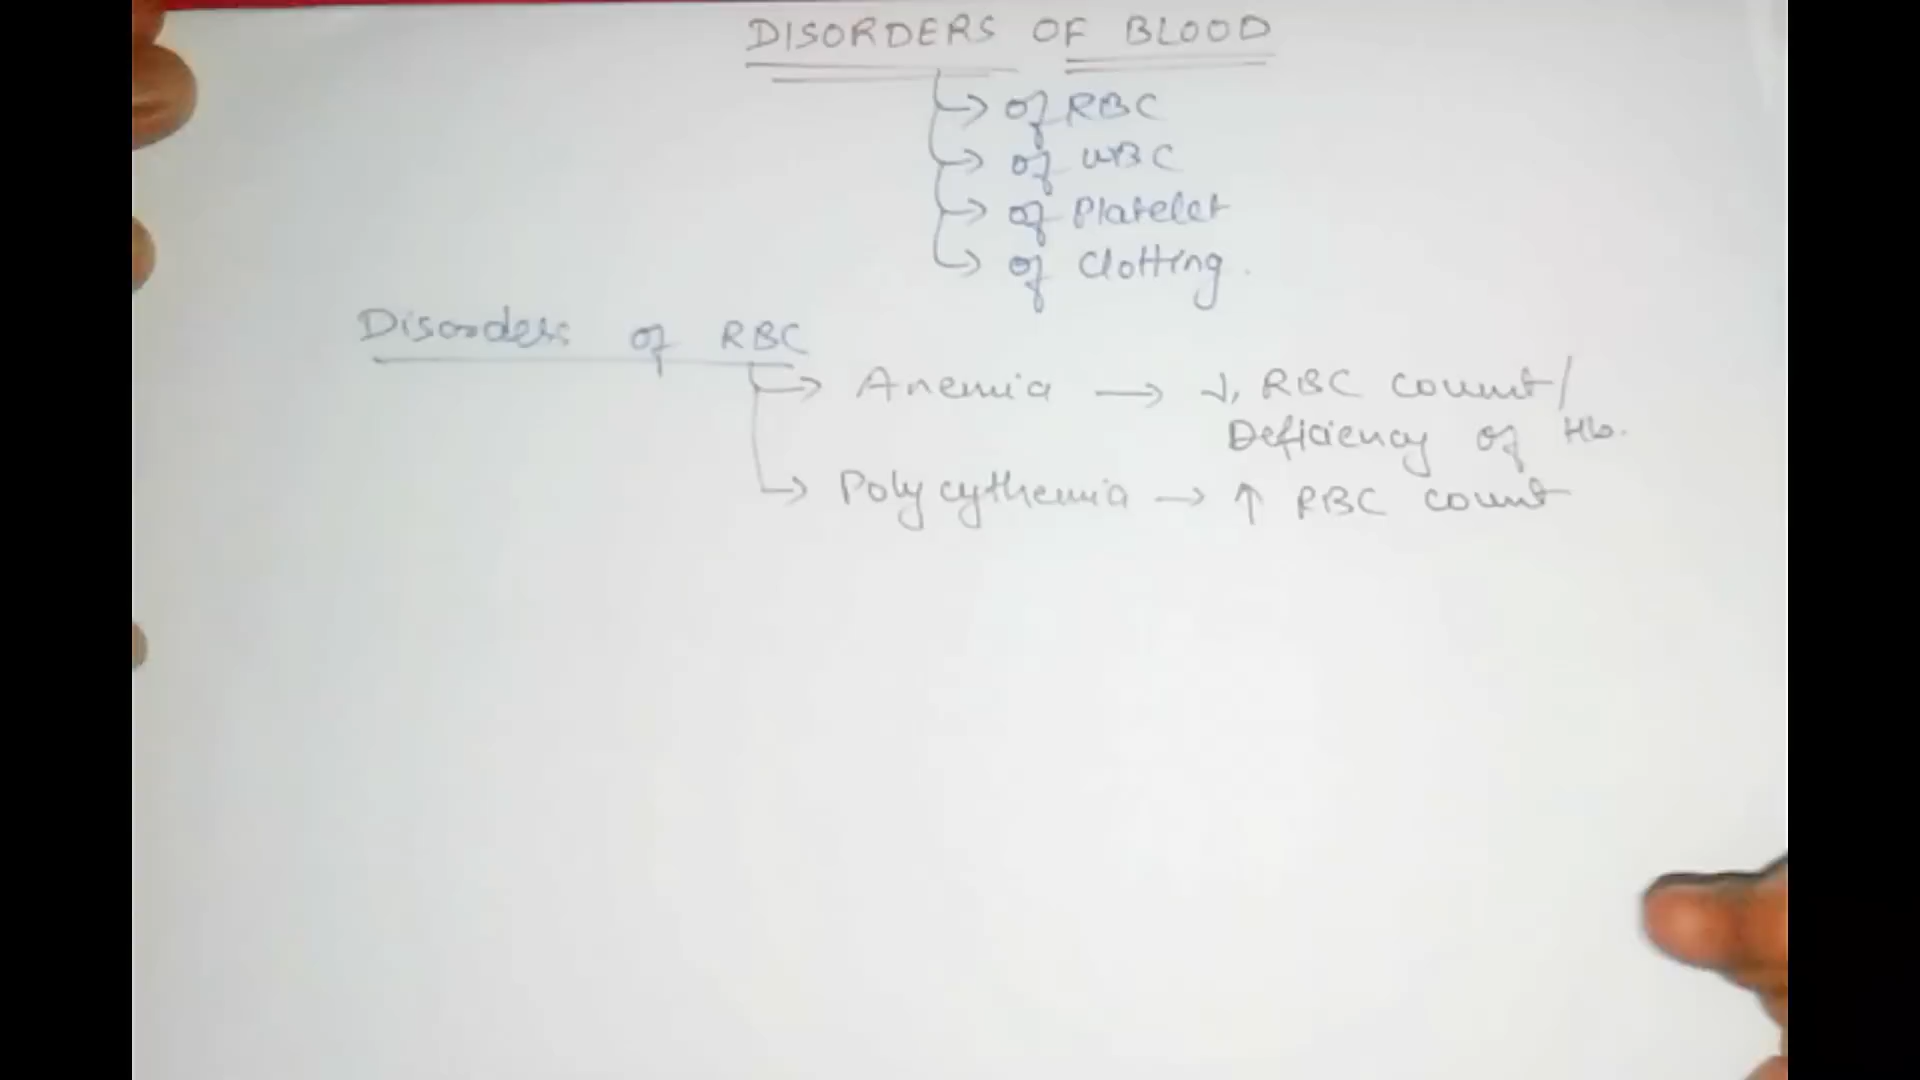 DISORDERS OF BLOOD
→ of RBC
→ of WBC
→ of Platelet
→ of Clotting.
Disorders of RBC
→ Anemia → ↓ RBC count/
Deficiency of Hb.
→ Polycythemia → ↑ RBC count